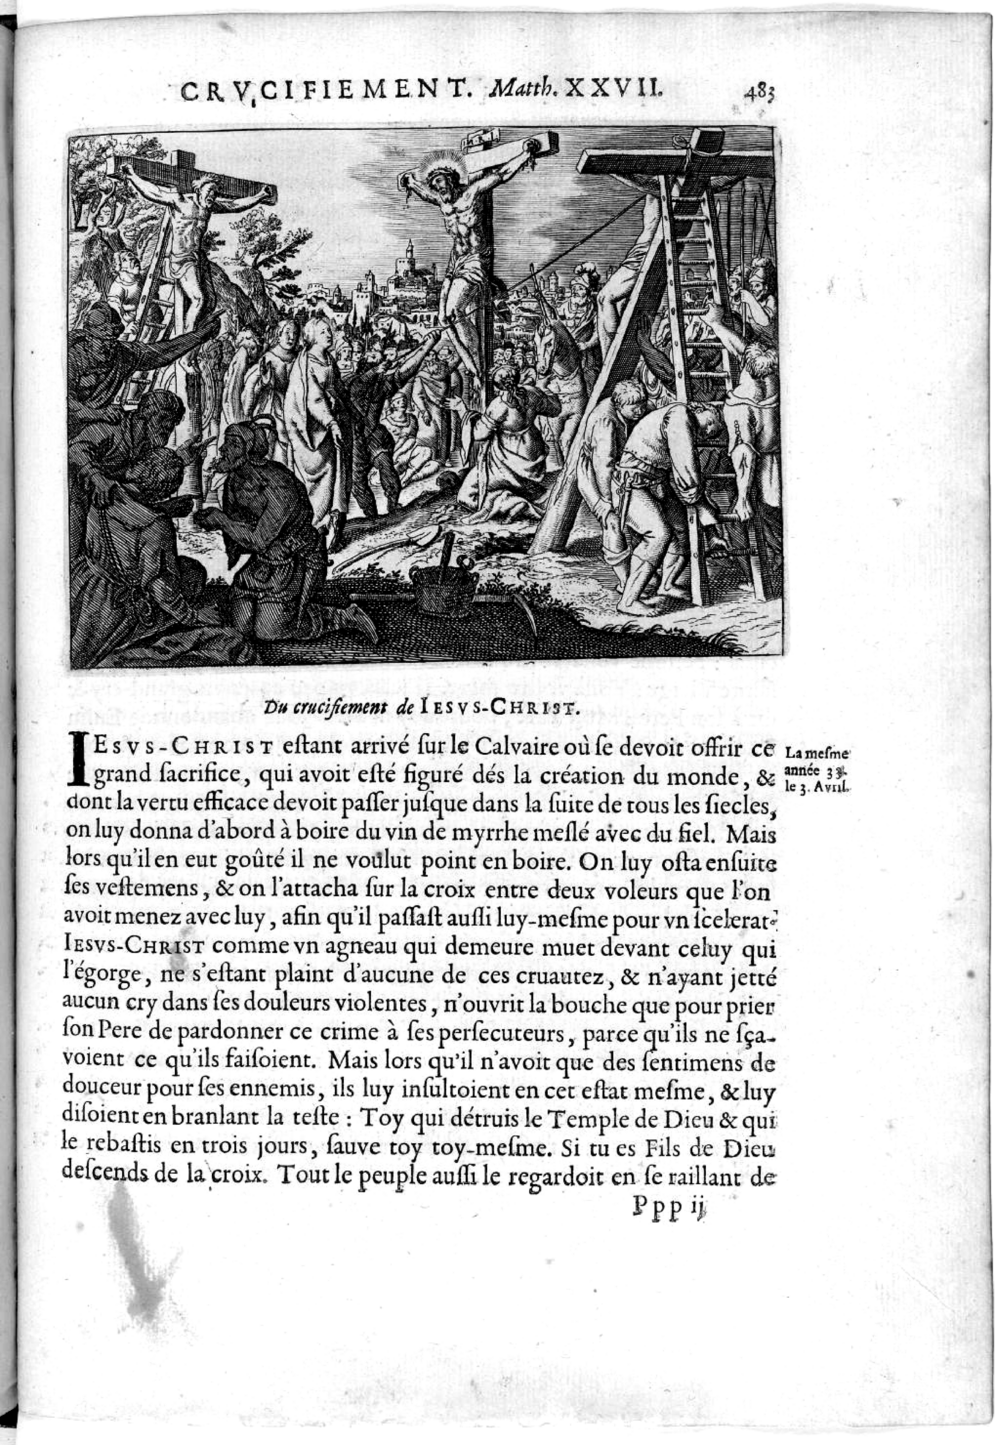 CRVCIFIEMENT. Matth. XXVII. 483
Du crucifiement de IESVS-CHRIST.
IESVS-CHRIST eſtant arrivé ſur le Calvaire où ſe devoit offrir ce
grand ſacrifice, qui avoit eſté figuré dés la création du monde, &
dont la vertu efficace devoit paſſer juſque dans la ſuite de tous les ſiecles,
on luy donna d'abord à boire du vin de myrrhe meſlé avec du fiel. Mais
lors qu'il en eut goûté il ne voulut point en boire. On luy oſta enſuite
ſes veſtemens, & on l'attacha ſur la croix entre deux voleurs que l'on
avoit menez avec luy, afin qu'il paſſaſt auſſi luy-meſme pour vn ſcelerat.
IESVS-CHRIST comme vn agneau qui demeure muet devant celuy qui
l'égorge, ne s'eſtant plaint d'aucune de ces cruautez, & n'ayant jetté
aucun cry dans ſes douleurs violentes, n'ouvrit la bouche que pour prier
ſon Pere de pardonner ce crime à ſes perſecuteurs, parce qu'ils ne ſça-
voient ce qu'ils faiſoient. Mais lors qu'il n'avoit que des ſentimens de
douceur pour ſes ennemis, ils luy inſultoient en cet eſtat meſme, & luy
diſoient en branlant la teſte : Toy qui détruis le Temple de Dieu & qui
le rebaſtis en trois jours, ſauve toy toy-meſme. Si tu es Fils de Dieu
deſcends de la croix. Tout le peuple auſſi le regardoit en ſe raillant de
La meſme
année 33.
le 3. Avril.
Ppp ij